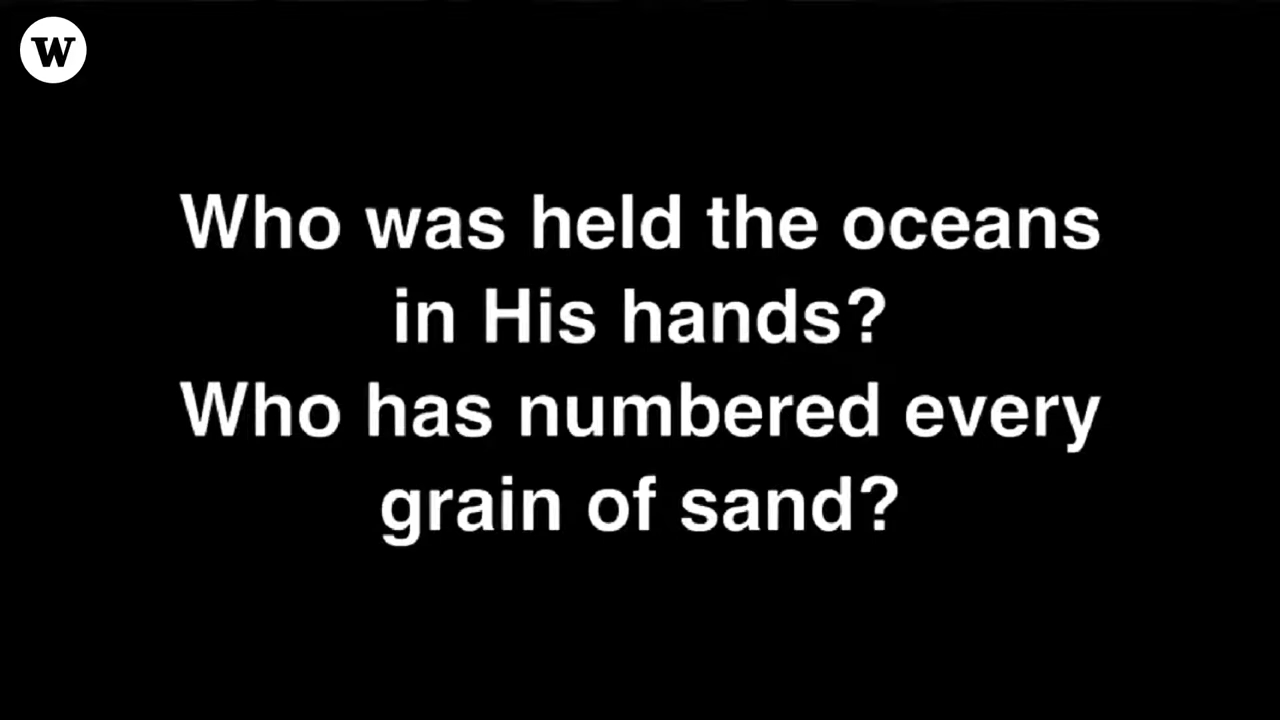 W
Who was held the oceans
in His hands?
Who has numbered every
grain of sand?